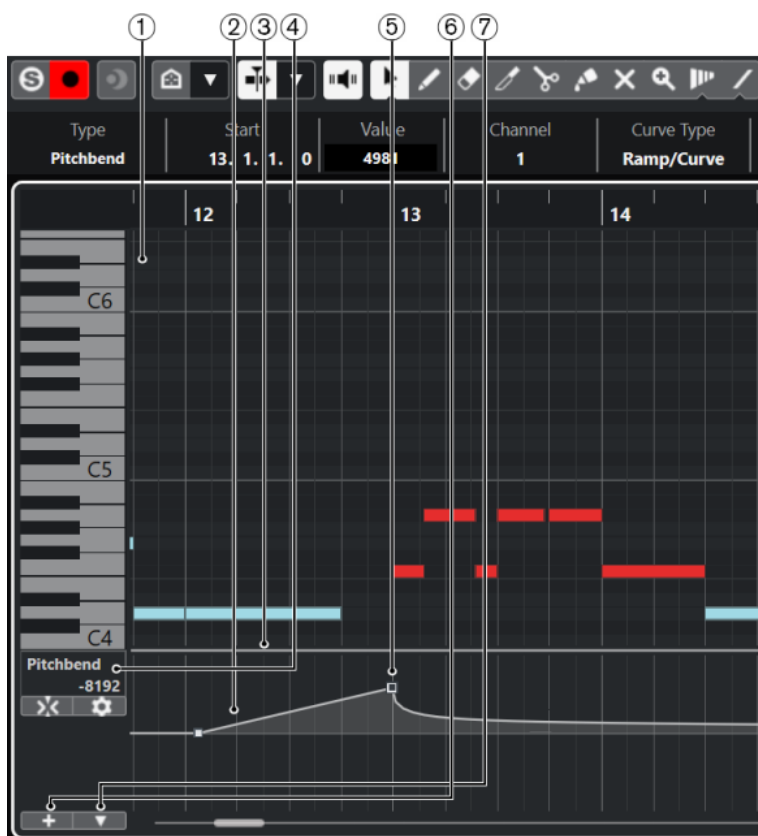 ① ② ③ ④ ⑤ ⑥ ⑦
S
Type Start Value Channel Curve Type
Pitchbend 13. 1. 1. 0 4981 1 Ramp/Curve
12 13 14
C6
C5
C4
Pitchbend
-8192